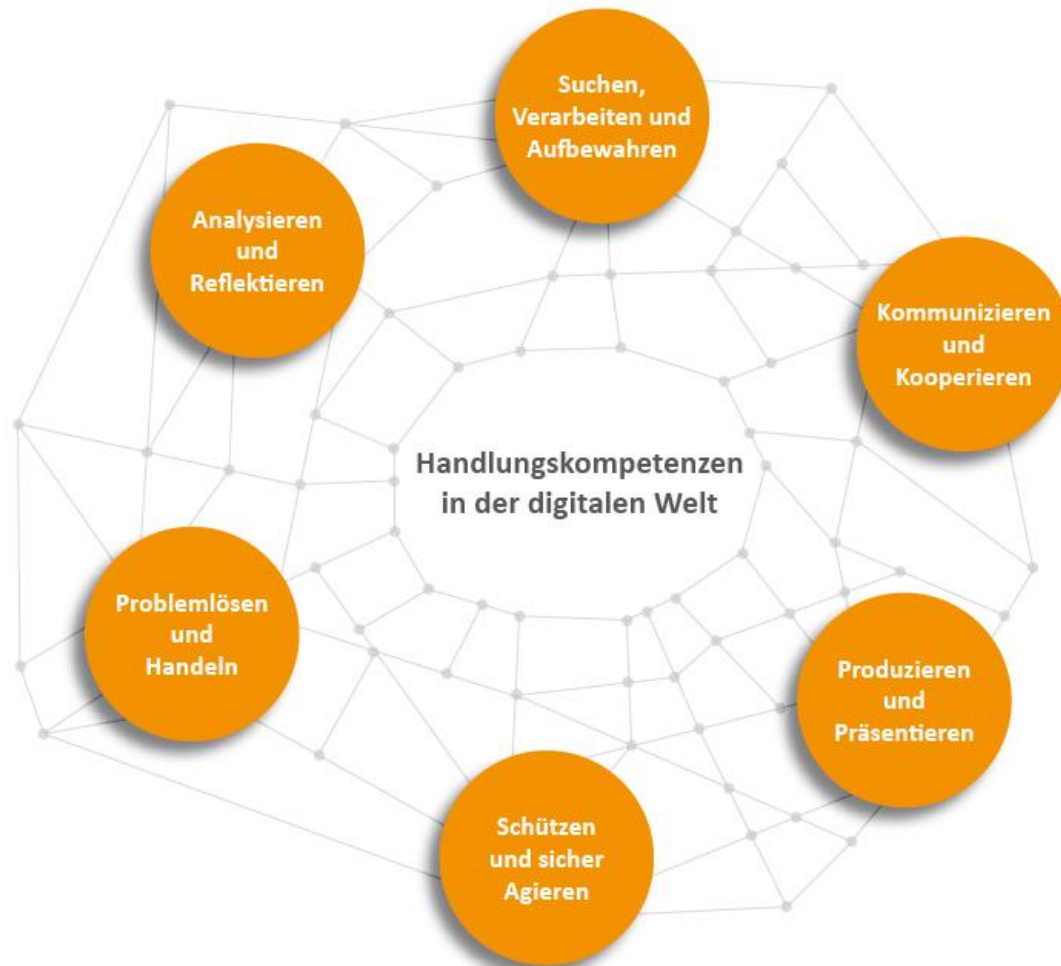 Suchen,
Verarbeiten und
Aufbewahren
Analysieren
und
Reflektieren
Kommunizieren
und
Kooperieren
Handlungskompetenzen
in der digitalen Welt
Problemlösen
und
Handeln
Produzieren
und
Präsentieren
Schützen
und sicher
Agieren